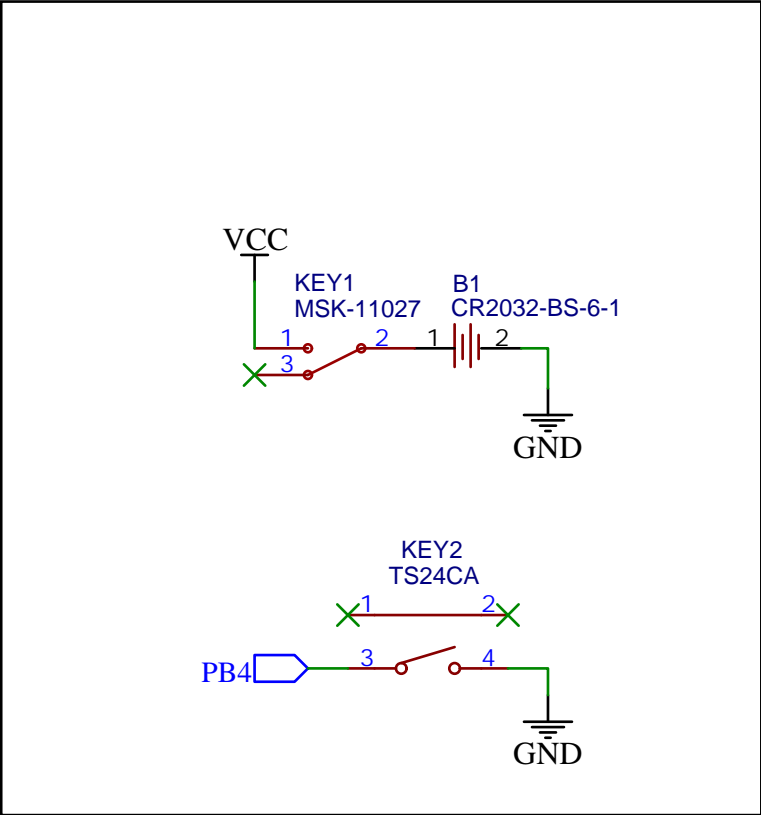 VCC
KEY1
MSK-11027
B1
CR2032-BS-6-1
1 2 1 2
3
GND
KEY2
TS24CA
1 2
PB4 3 4
GND